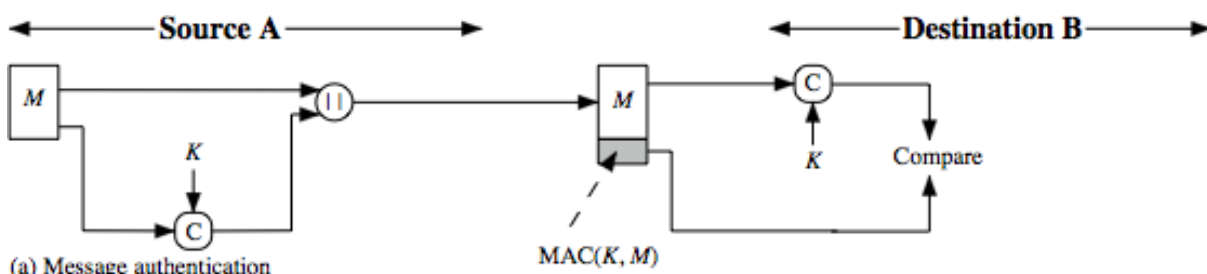 Source A
Destination B
M
K
C
||
(a) Message authentication
M
MAC(K, M)
C
K
Compare